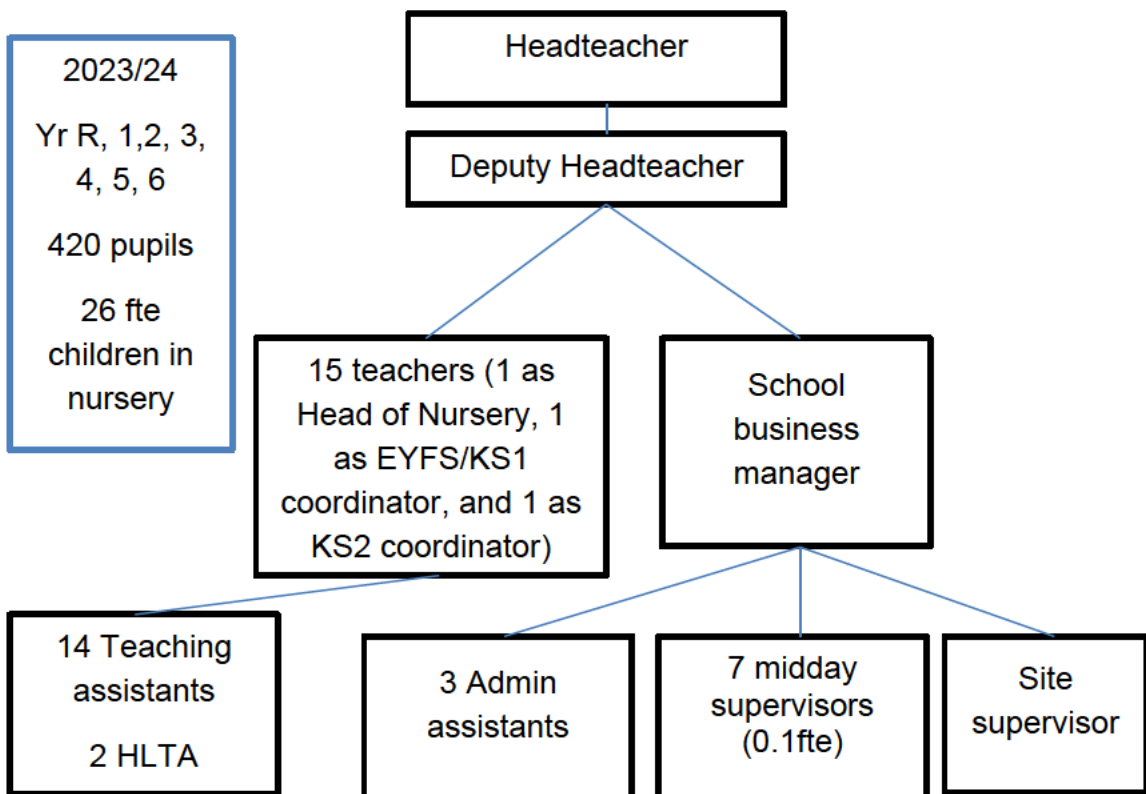 2023/24
Yr R, 1,2, 3,
4, 5, 6
420 pupils
26 fte
children in
nursery
Headteacher
Deputy Headteacher
15 teachers (1 as
Head of Nursery, 1
as EYFS/KS1
coordinator, and 1 as
KS2 coordinator)
School
business
manager
14 Teaching
assistants
2 HLTA
3 Admin
assistants
7 midday
supervisors
(0.1fte)
Site
supervisor